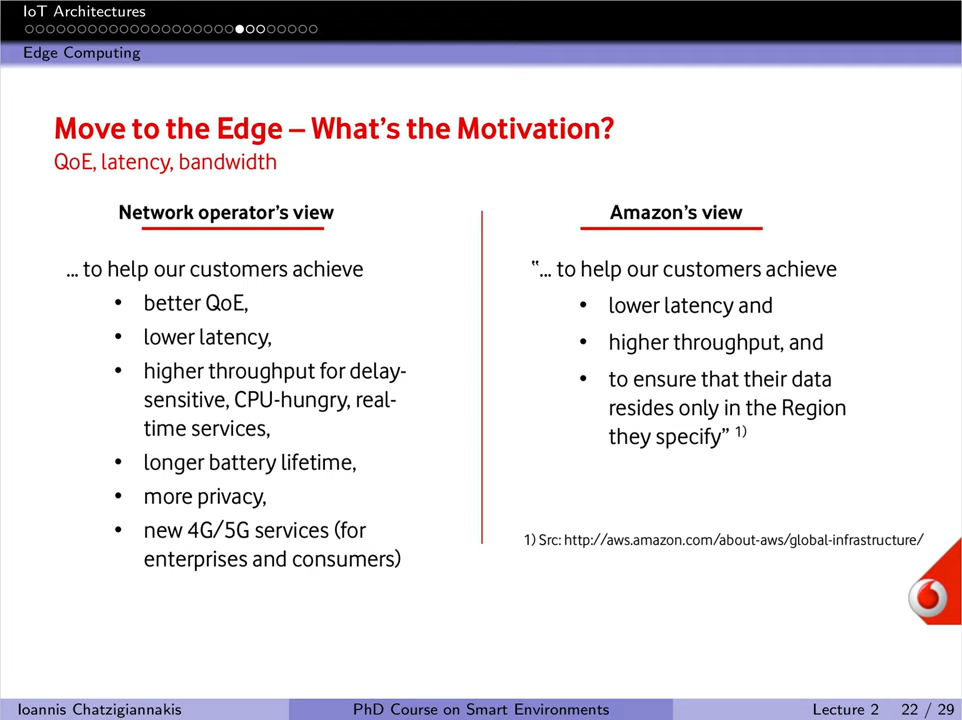 IoT Architectures
Edge Computing
Move to the Edge – What's the Motivation?
QoE, latency, bandwidth
Network operator's view
... to help our customers achieve
• better QoE,
• lower latency,
• higher throughput for delay-
sensitive, CPU-hungry, real-
time services,
• longer battery lifetime,
• more privacy,
• new 4G/5G services (for
enterprises and consumers)
Amazon's view
“... to help our customers achieve
• lower latency and
• higher throughput, and
• to ensure that their data
resides only in the Region
they specify” 1)
1) Src: http://aws.amazon.com/about-aws/global-infrastructure/
Ioannis Chatzigiannakis
PhD Course on Smart Environments
Lecture 2 22 / 29